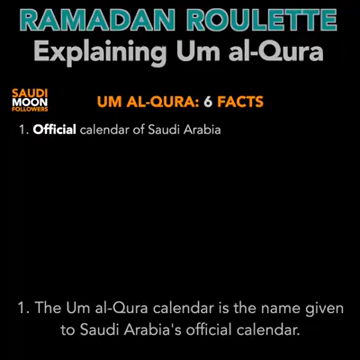 RAMADAN ROULETTE
Explaining Um al-Qura
SAUDI
MOON
FOLLOWERS
UM AL-QURA: 6 FACTS
1. Official calendar of Saudi Arabia
1. The Um al-Qura calendar is the name given
to Saudi Arabia's official calendar.